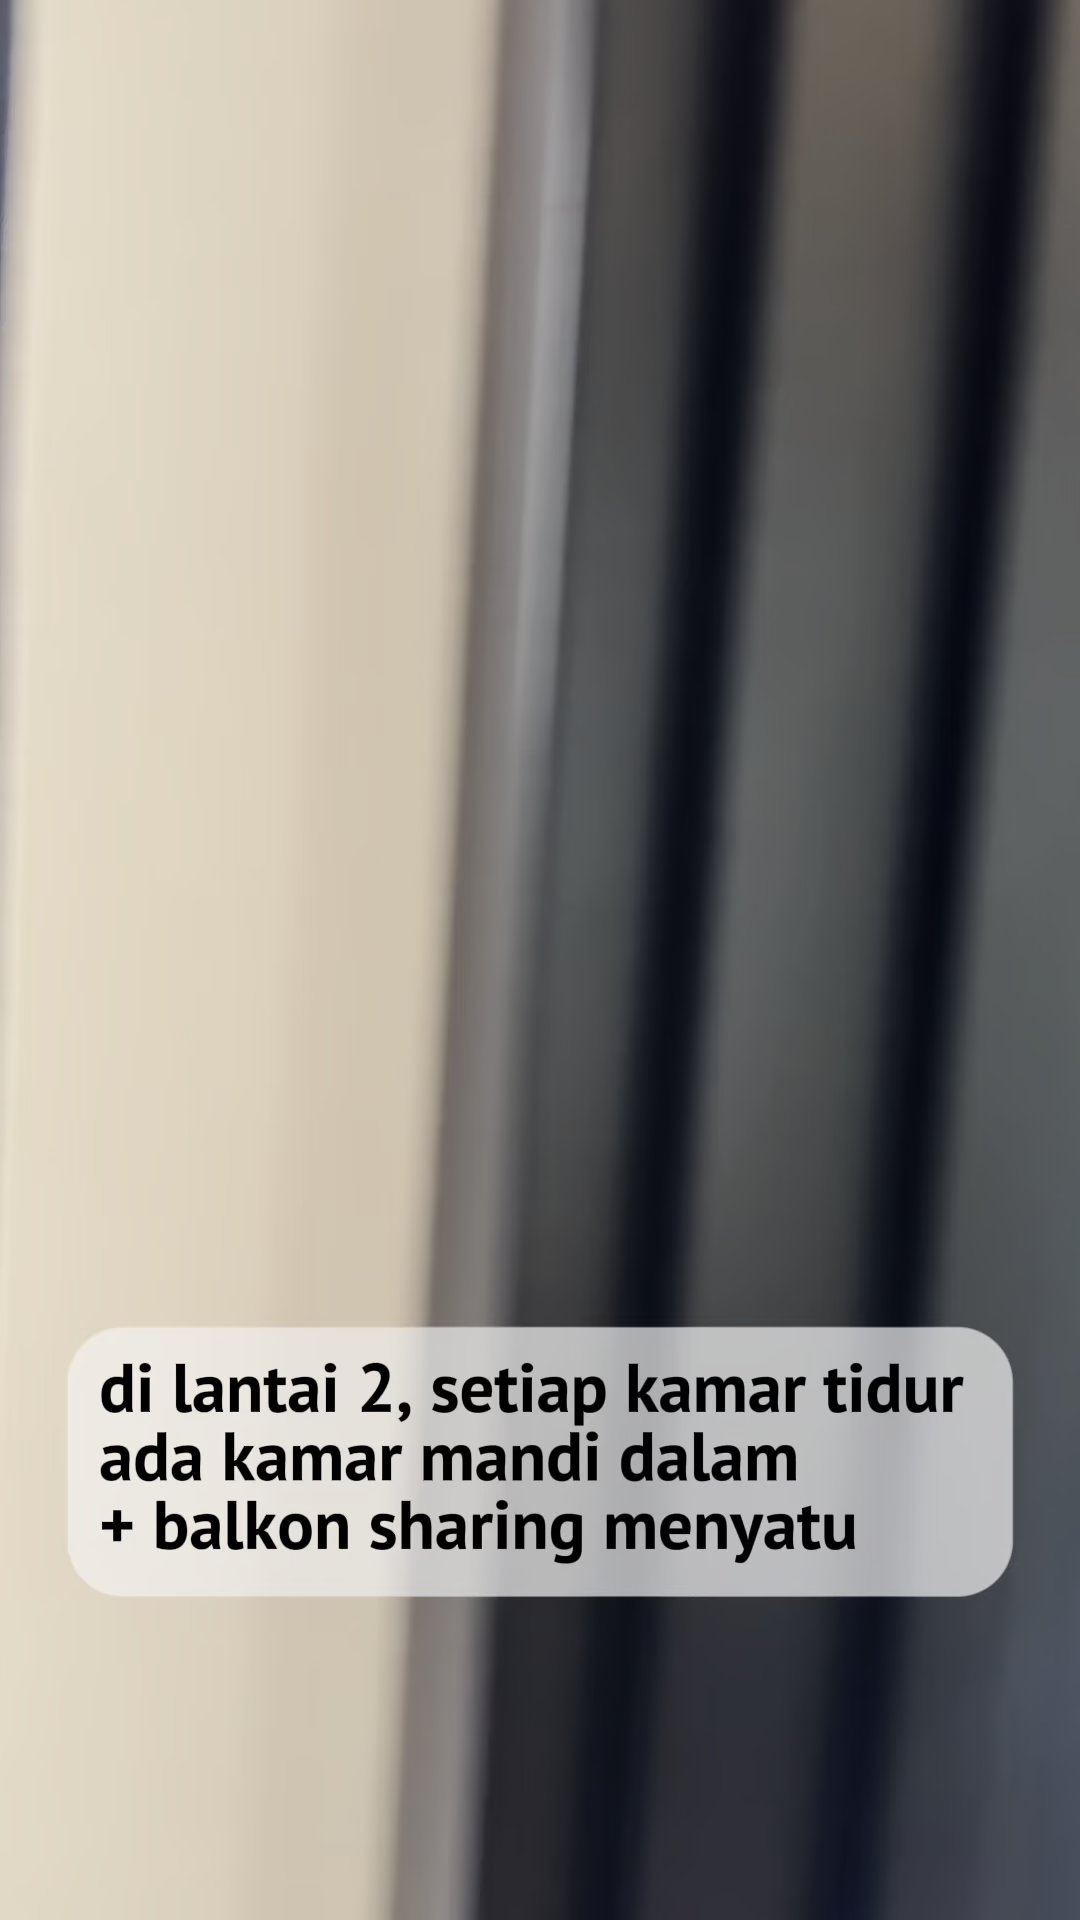 di lantai 2, setiap kamar tidur
ada kamar mandi dalam
+ balkon sharing menyatu